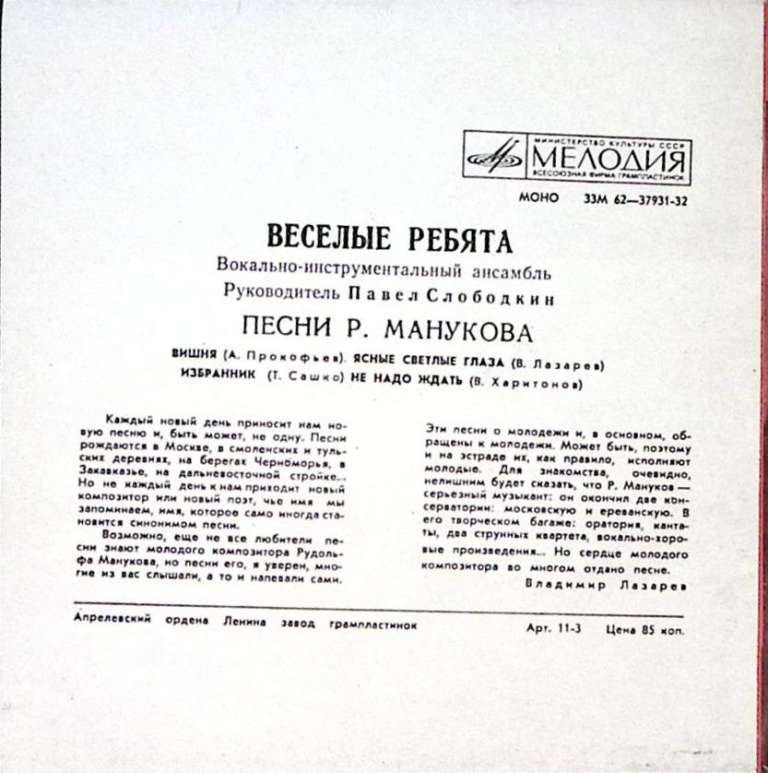 МИНИСТЕРСТВО КУЛЬТУРЫ СССР
МЕЛОДИЯ
ВСЕСОЮЗНАЯ ФИРМА ГРАМПЛАСТИНОК
МОНО 33М 62—37931-32
ВЕСЕЛЫЕ РЕБЯТА
Вокально-инструментальный ансамбль
Руководитель Павел Слободкин
ПЕСНИ Р. МАНУКОВА
ВИШНЯ (А. Прокофьев). ЯСНЫЕ СВЕТЛЫЕ ГЛАЗА (В. Лазарев)
ИЗБРАННИК (Т. Сашко) НЕ НАДО ЖДАТЬ (В. Харитонов)
Каждый новый день приносит нам но-
вую песню и, быть может, не одну. Песни
рождаются в Москве, в смоленских и туль-
ских деревнях, на берегах Черноморья, в
Закавказье, на дальневосточной стройке...
Но не каждый день к нам приходит новый
композитор или новый поэт, чье имя мы
запоминаем, имя, которое само иногда ста-
новится синонимом песни.
Возможно, еще не все любители пе-
сни знают молодого композитора Рудоль-
фа Манукова, но песни его, я уверен, мно-
гие из вас слышали, а то и напевали сами.
Эти песни о молодежи и, в основном, об-
ращены к молодежи. Может быть, поэтому
и на эстраде их, как правило, исполняют
молодые. Для знакомства, очевидно,
нелишним будет сказать, что Р. Мануков —
серьезный музыкант: он окончил две кон-
серватории: московскую и ереванскую. В
его творческом багаже: оратория, канта-
ты, два струнных квартета, вокально-хоро-
вые произведения... Но сердце молодого
композитора во многом отдано песне.
Владимир Лазарев
Апрелевский ордена Ленина завод грампластинок Арт. 11-3 Цена 85 коп.